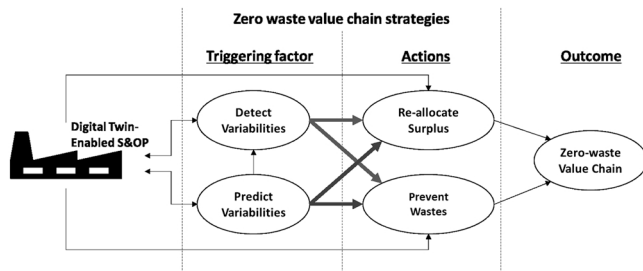 Zero waste value chain strategies
Triggering factor
Actions
Outcome
Digital Twin-
Enabled S&OP
Detect
Variabilities
Re-allocate
Surplus
Zero-waste
Value Chain
Predict
Variabilities
Prevent
Wastes